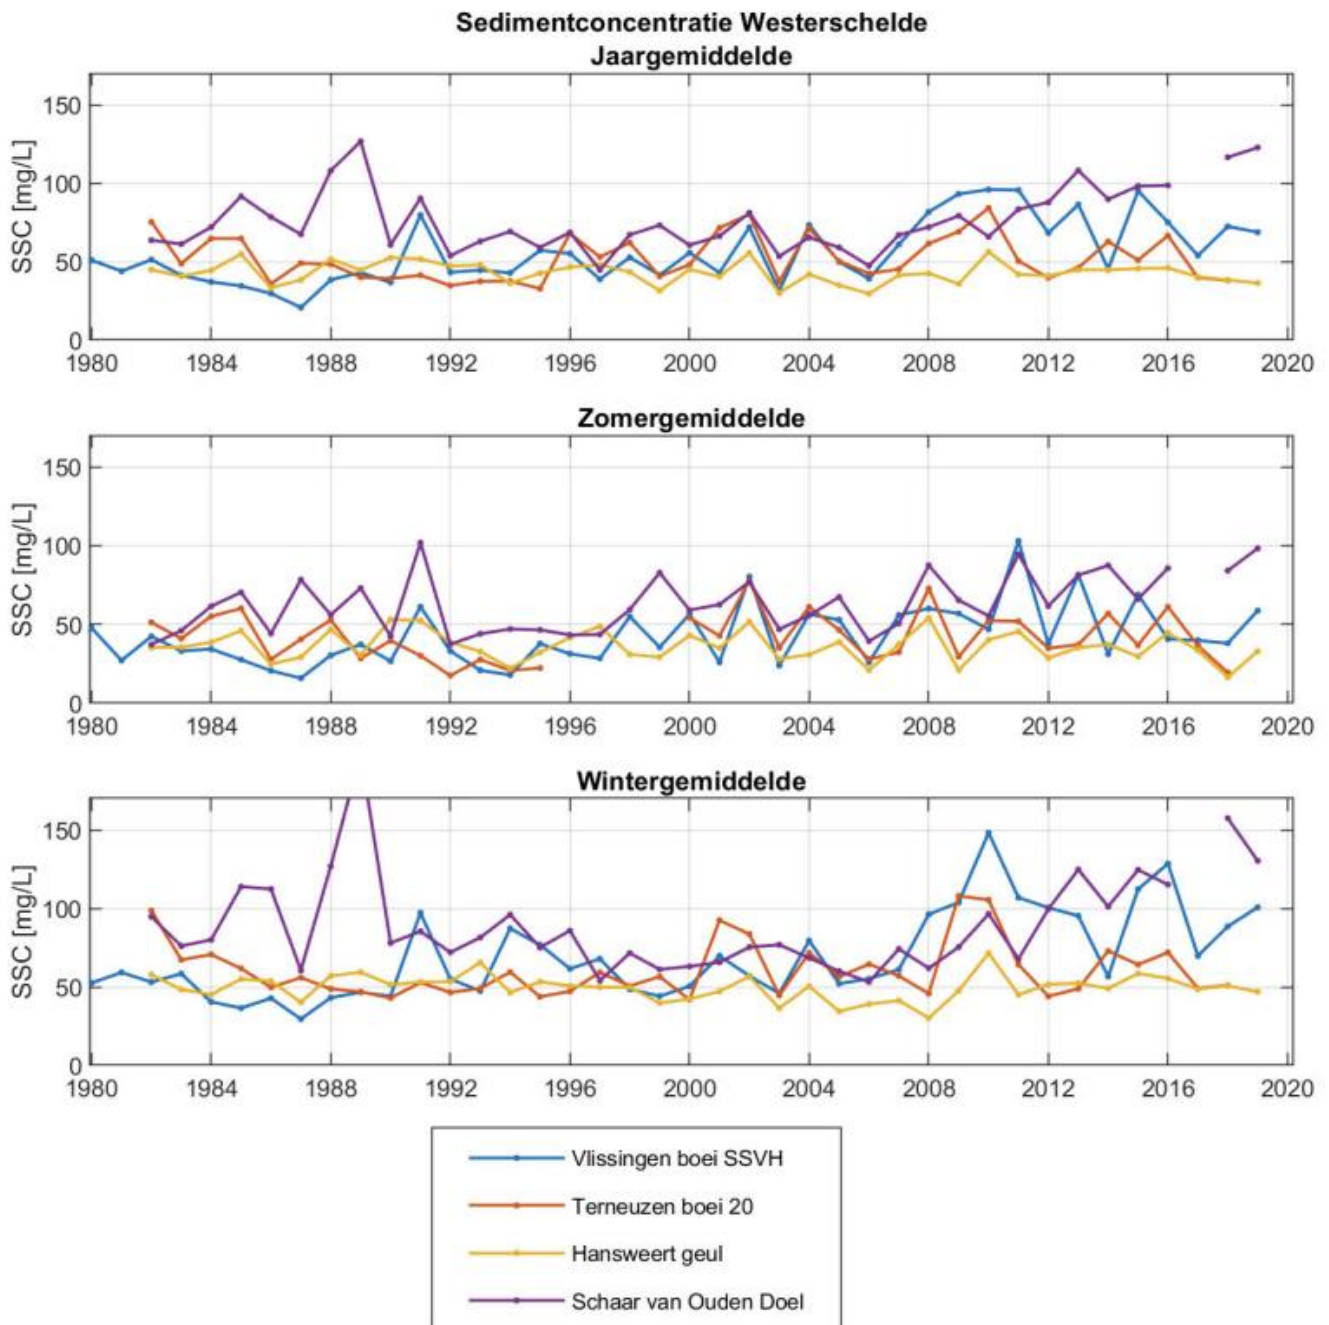 Sedimentconcentratie Westerschelde
Jaargemiddelde
SSC [mg/L]
150
100
50
0
1980 1984 1988 1992 1996 2000 2004 2008 2012 2016 2020
Zomergemiddelde
SSC [mg/L]
150
100
50
0
1980 1984 1988 1992 1996 2000 2004 2008 2012 2016 2020
Wintergemiddelde
SSC [mg/L]
150
100
50
0
1980 1984 1988 1992 1996 2000 2004 2008 2012 2016 2020
Vlissingen boei SSVH
Terneuzen boei 20
Hansweert geul
Schaar van Ouden Doel